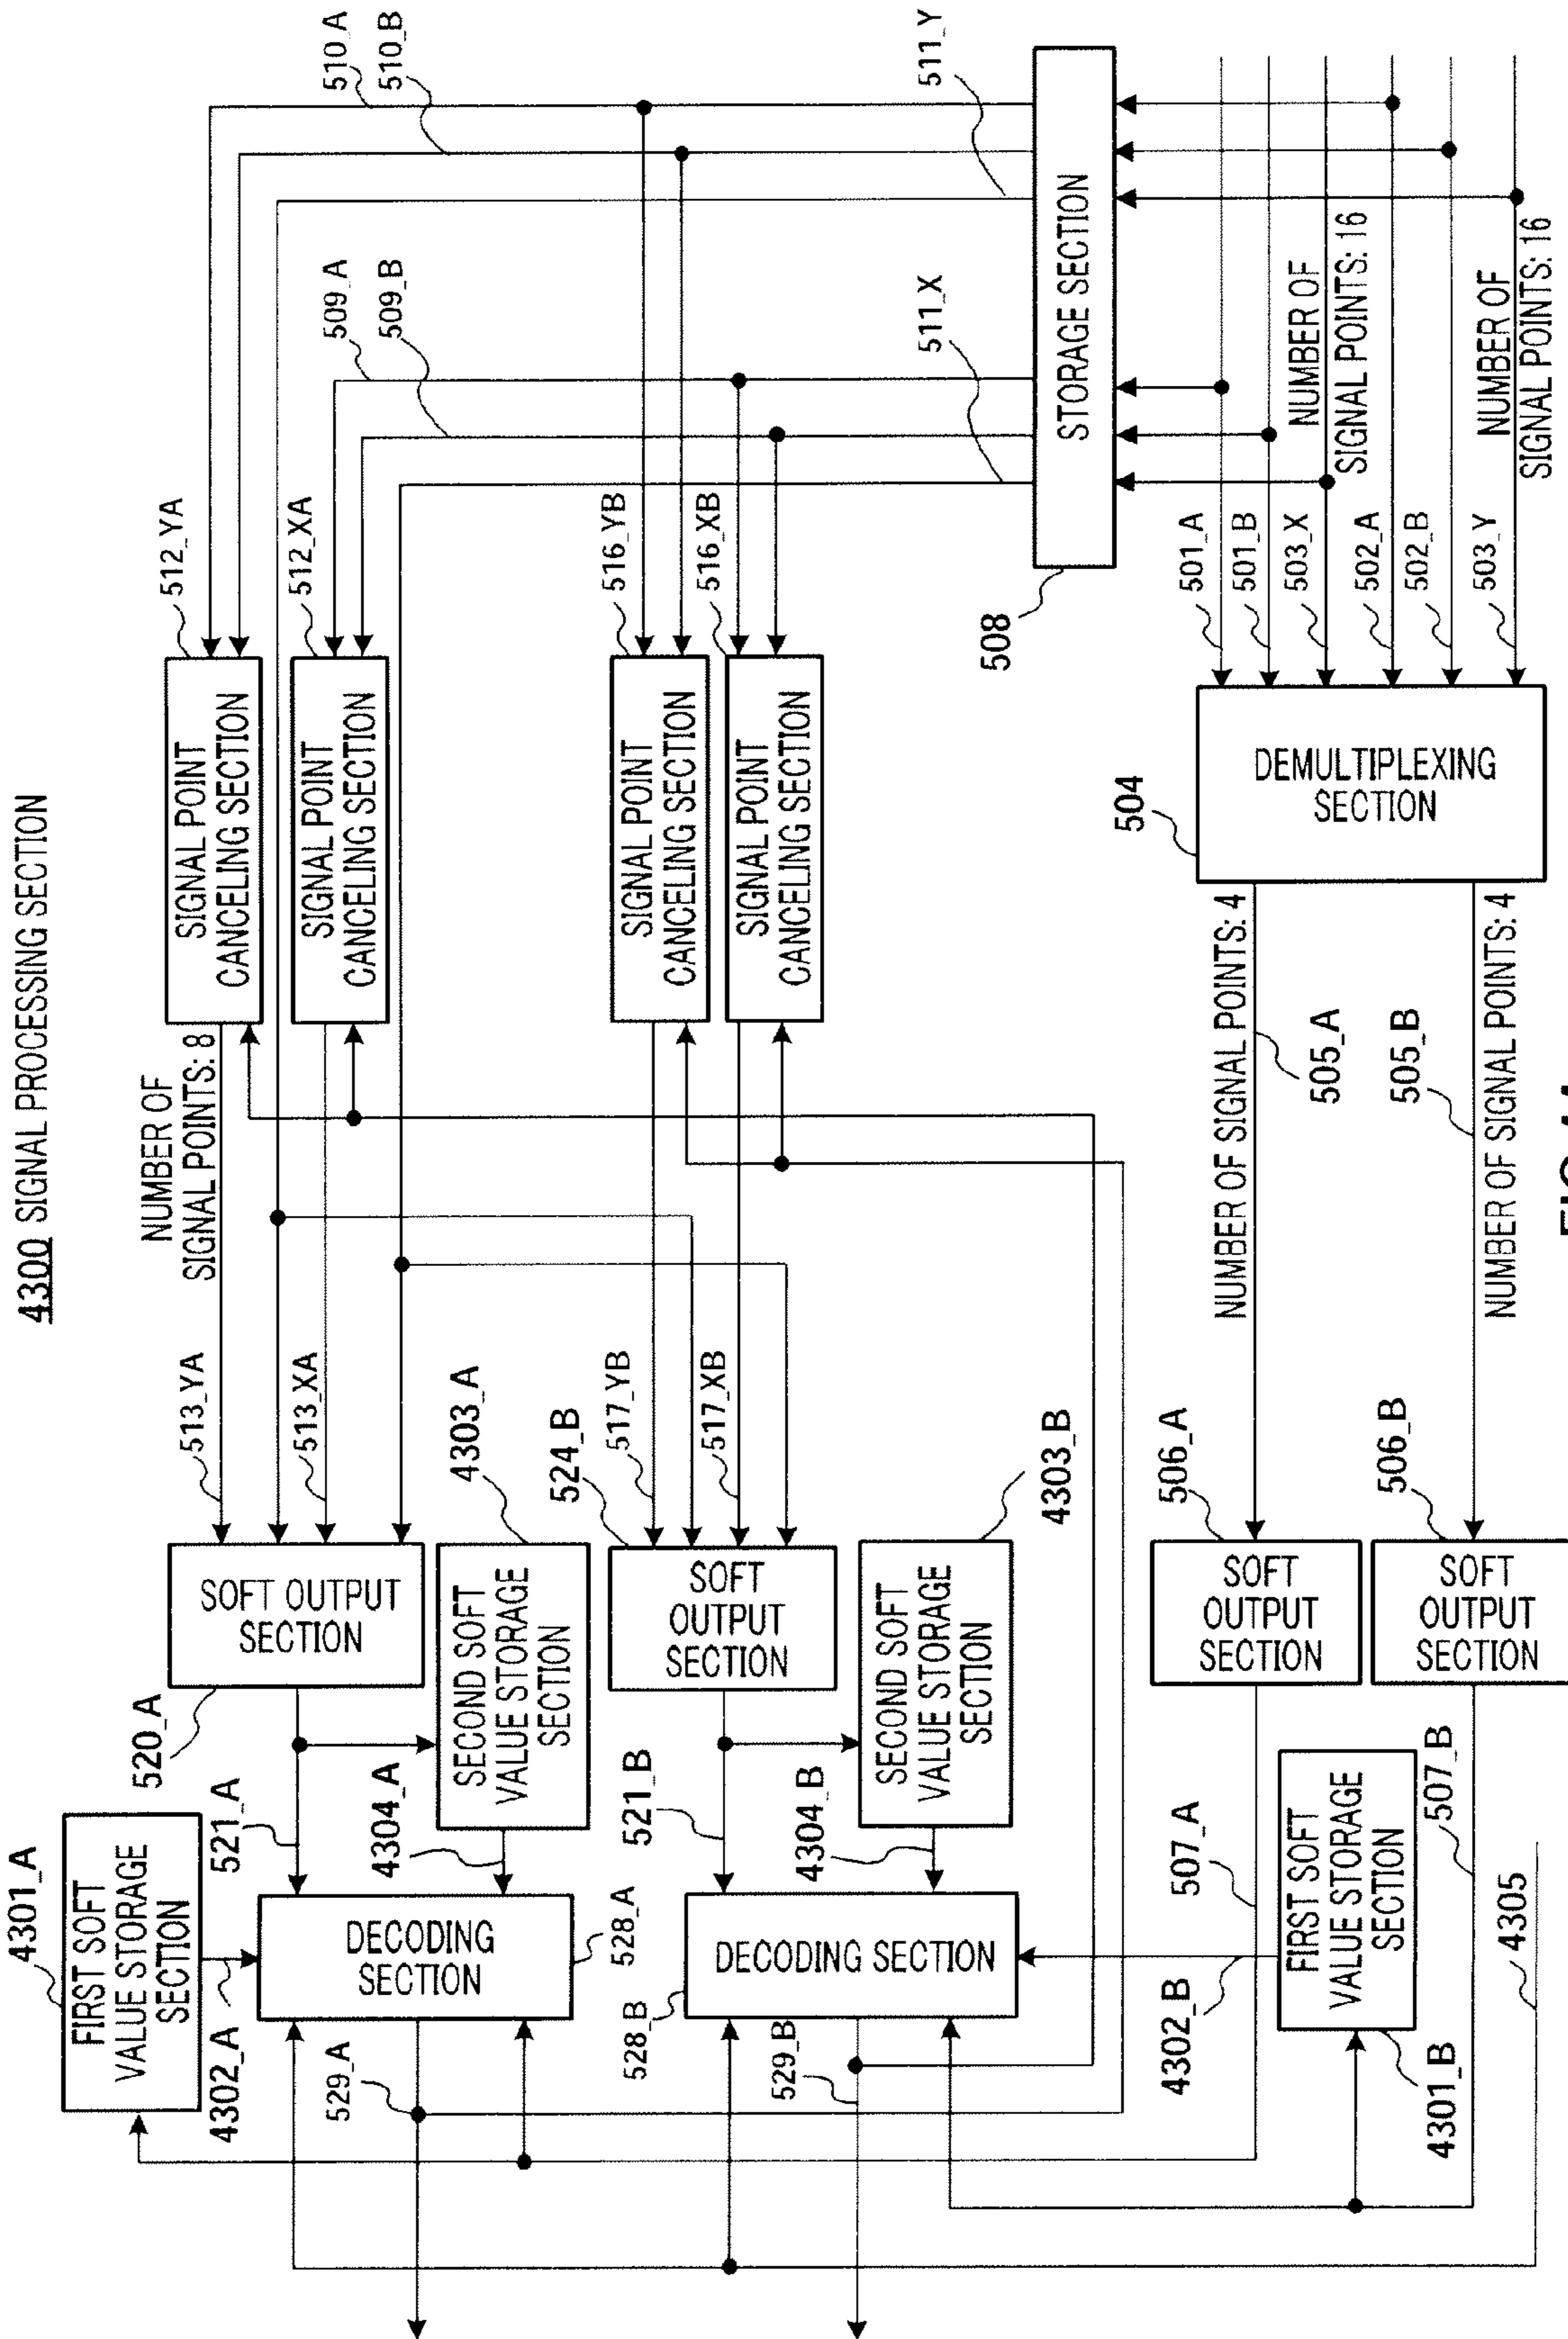 4300 SIGNAL PROCESSING SECTION
510_A
510_B
511_Y
509_A
509_B
511_X
512_YA
SIGNAL POINT
CANCELING SECTION
512_XA
SIGNAL POINT
CANCELING SECTION
516_YB
SIGNAL POINT
CANCELING SECTION
516_XB
SIGNAL POINT
CANCELING SECTION
STORAGE SECTION
508
NUMBER OF
SIGNAL POINTS: 16
NUMBER OF
SIGNAL POINTS: 16
501_A
501_B
503_X
502_A
502_B
503_Y
504
DEMULTIPLEXING
SECTION
NUMBER OF
SIGNAL POINTS: 8
NUMBER OF SIGNAL POINTS: 4
505_A
505_B
NUMBER OF SIGNAL POINTS: 4
513_YA
513_XA
4303_A
524_B
517_YB
517_XB
4303_B
506_A
506_B
SOFT OUTPUT
SECTION
SECOND SOFT
VALUE STORAGE
SECTION
SOFT
OUTPUT
SECTION
SECOND SOFT
VALUE STORAGE
SECTION
SOFT
OUTPUT
SECTION
SOFT
OUTPUT
SECTION
520_A
521_A
4304_A
521_B
4304_B
507_A
507_B
4301_A
FIRST SOFT
VALUE STORAGE
SECTION
4302_A
DECODING
SECTION
528_A
DECODING SECTION
528_B
529_A
529_B
4302_B
FIRST SOFT
VALUE STORAGE
SECTION
4301_B
4305